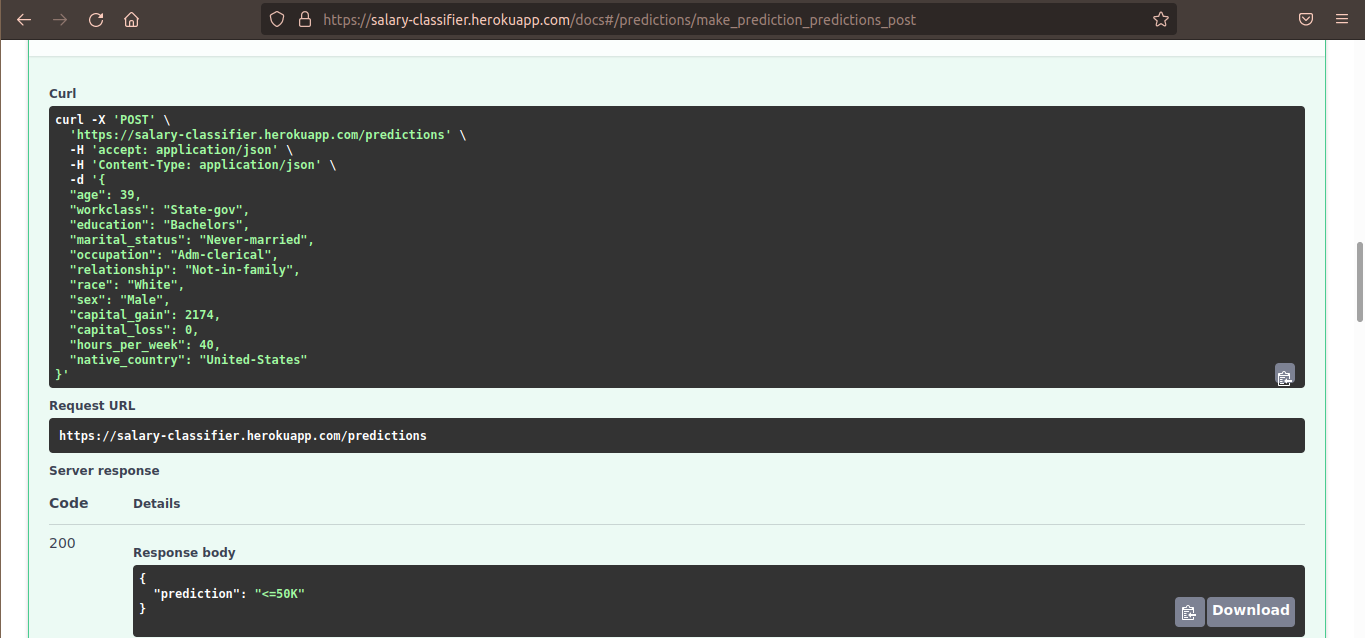 https://salary-classifier.herokuapp.com/docs#/predictions/make_prediction_predictions_post
Curl
curl -X 'POST' \
  'https://salary-classifier.herokuapp.com/predictions' \
  -H 'accept: application/json' \
  -H 'Content-Type: application/json' \
  -d '{
  "age": 39,
  "workclass": "State-gov",
  "education": "Bachelors",
  "marital_status": "Never-married",
  "occupation": "Adm-clerical",
  "relationship": "Not-in-family",
  "race": "White",
  "sex": "Male",
  "capital_gain": 2174,
  "capital_loss": 0,
  "hours_per_week": 40,
  "native_country": "United-States"
}'
Request URL
https://salary-classifier.herokuapp.com/predictions
Server response
Code Details
200
Response body
{
  "prediction": "<=50K"
}
Download